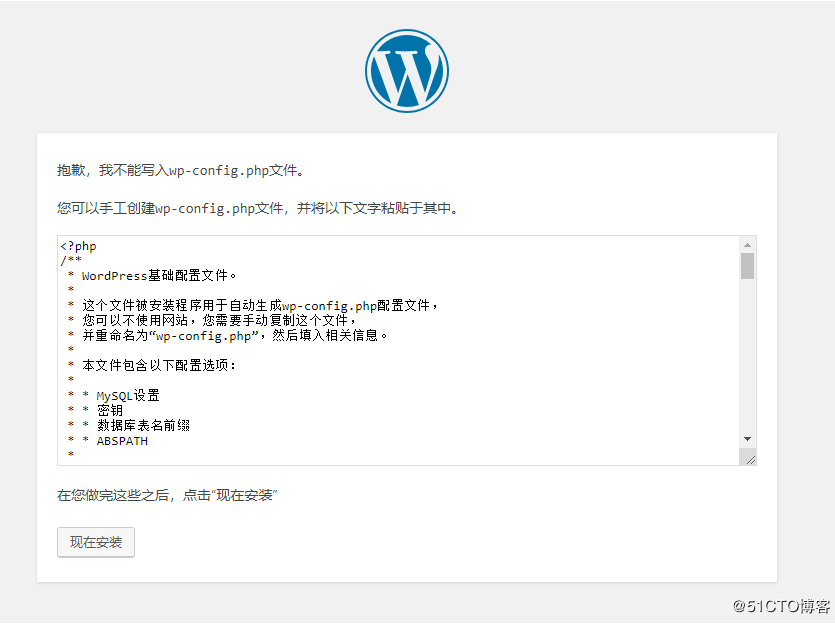 抱歉，我不能写入wp-config.php文件。
您可以手工创建wp-config.php文件，并将以下文字粘贴于其中。
<?php
/**
 * WordPress基础配置文件。
 *
 * 这个文件被安装程序用于自动生成wp-config.php配置文件，
 * 您可以不使用网站，您需要手动复制这个文件，
 * 并重命名为“wp-config.php”，然后填入相关信息。
 *
 * 本文件包含以下配置选项：
 *
 * * MySQL设置
 * * 密钥
 * * 数据库表名前缀
 * * ABSPATH
 *
在您做完这些之后，点击“现在安装”
现在安装
@51CTO博客